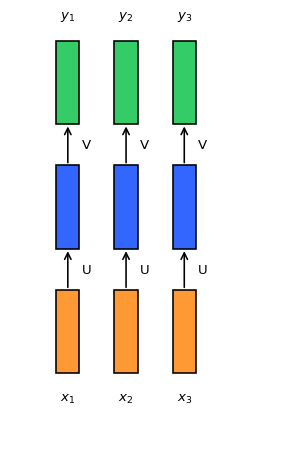 y₁ y₂ y₃
V V V
U U U
x₁ x₂ x₃